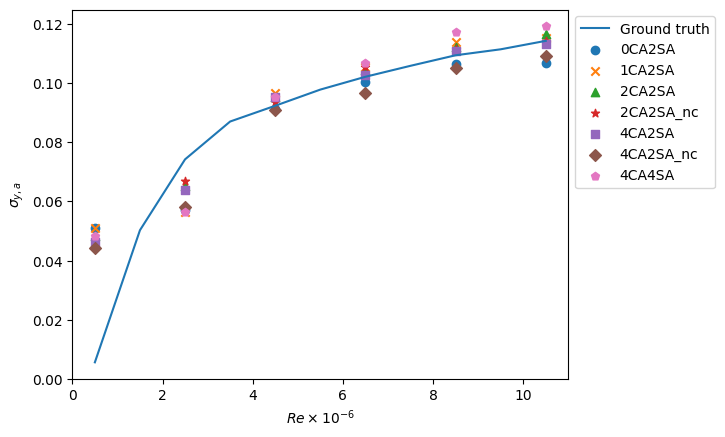 0.12
0.10
0.08
0.06
0.04
0.02
0.00
σ_{y,a}
0 2 4 6 8 10
Re × 10^{-6}
Ground truth
0CA2SA
1CA2SA
2CA2SA
2CA2SA_nc
4CA2SA
4CA2SA_nc
4CA4SA